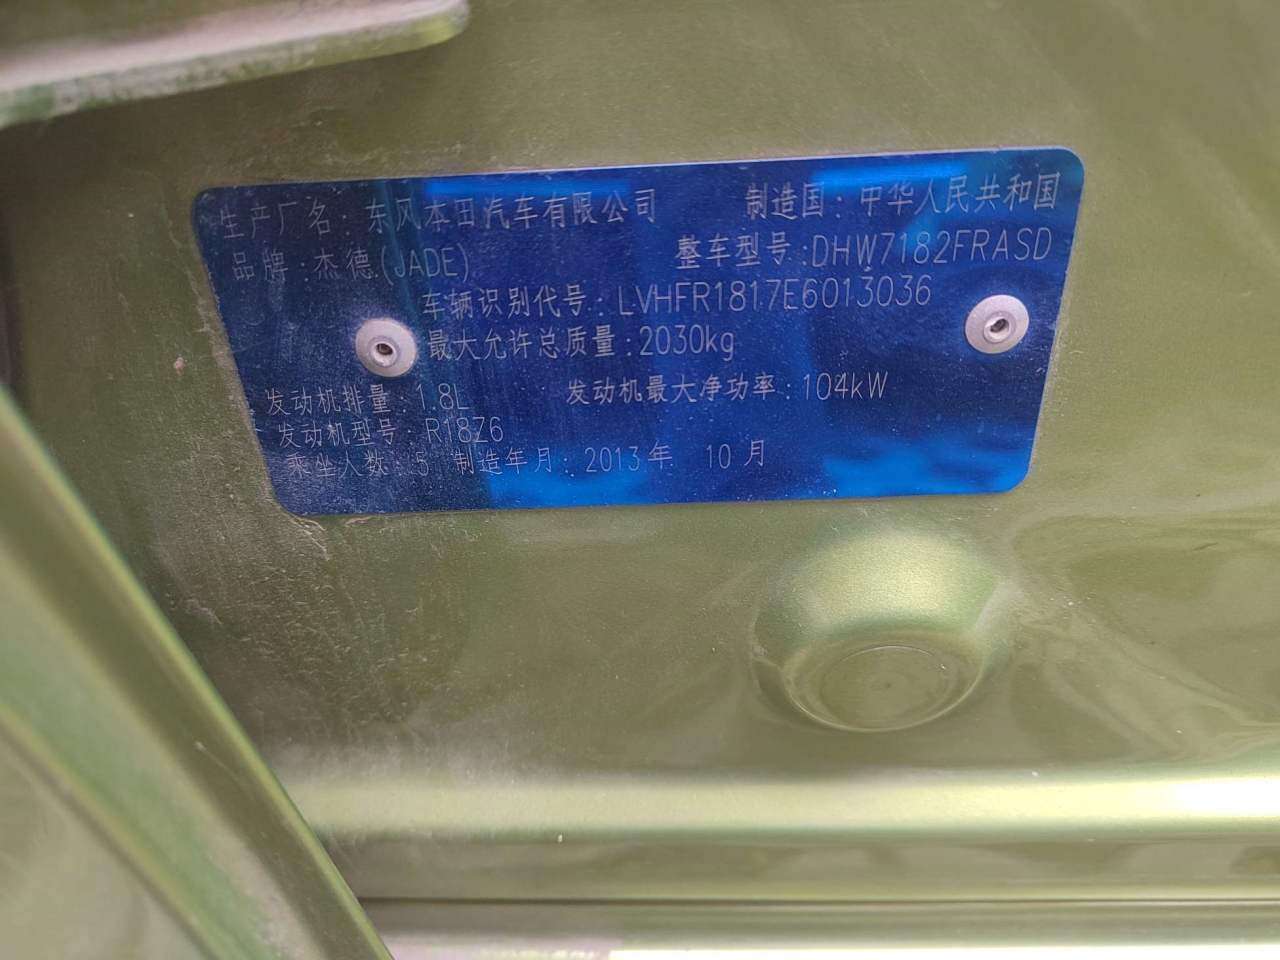 生产厂名：东风本田汽车有限公司 制造国：中华人民共和国
品牌：杰德(JADE) 整车型号：DHW7182FRASD
车辆识别代号：LVHFR1817E6013036
最大允许总质量：2030kg
发动机排量：1.8L 发动机最大净功率：104kW
发动机型号：R18Z6
乘坐人数：5 制造年月：2013年 10月